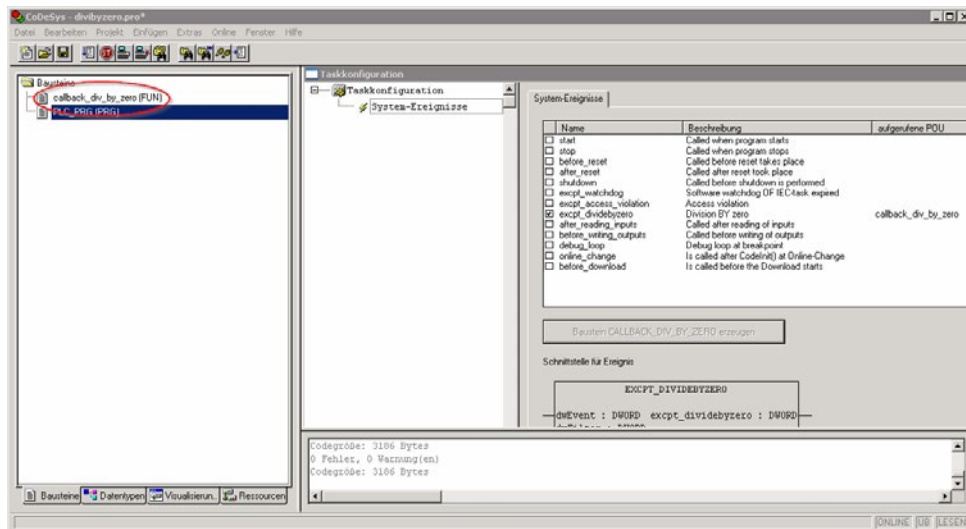 CoDeSys - divibyzero.pro*
Datei Bearbeiten Projekt Einfügen Extras Online Fenster Hilfe
Bausteine
callback_div_by_zero (FUN)
PLC_PRG (PRG)
Taskkonfiguration
Taskkonfiguration
System-Ereignisse
System-Ereignisse
Name Beschreibung aufgerufene POU
start Called when program starts
stop Called when program stops
before_reset Called before reset takes place
after_reset Called after reset took place
shutdown Called before shutdown is performed
excpt_watchdog Software watchdog OF IEC-task expired
excpt_access_violation Access violation
excpt_dividebyzero Division BY zero callback_div_by_zero
after_reading_inputs Called after reading of inputs
before_writing_outputs Called before writing of outputs
debug_loop Debug loop at breakpoint
online_change Is called after CodeInit() at Online-Change
before_download Is called before the Download starts
Baustein CALLBACK_DIV_BY_ZERO erzeugen
Schnittstelle für Ereignis
EXCPT_DIVIDEBYZERO
dwEvent : DWORD excpt_dividebyzero : DWORD
Codegröße: 3106 Bytes
0 Fehler, 0 Warnung(en)
Codegröße: 3106 Bytes
Bausteine Datentypen Visualisierun.. Ressourcen
ONLINE ÜB LESEN